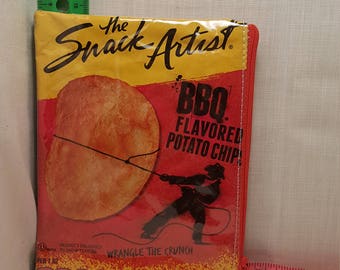 The
Snack Artist®
BBQ
FLAVORED
POTATO CHIPS
WRANGLE THE CRUNCH